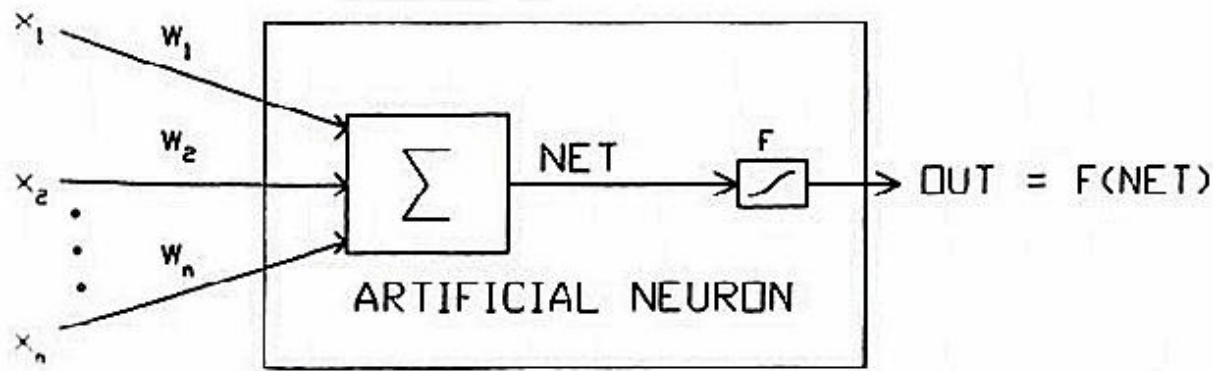 X₁
W₁
F
W₂
NET
Σ
OUT = F(NET)
X₂
Wₙ
ARTIFICIAL NEURON
Xₙ